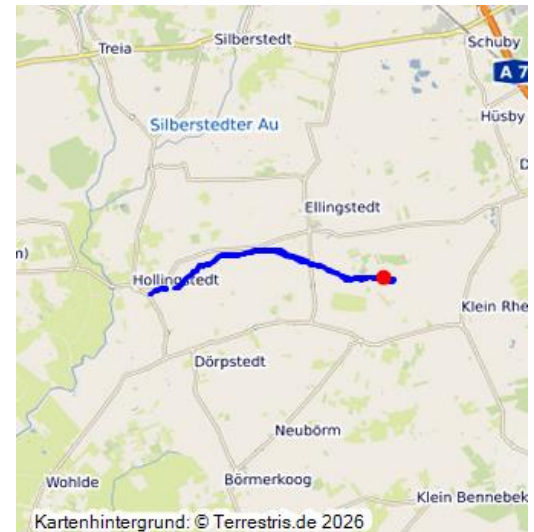 Silberstedt
Treia
Schuby
A 7
Hüsby
Silberstedter Au
D
Ellingstedt
m)
Hollingstedt
Klein Rhe
Dörpstedt
Neubörm
Wohlde
Börmerkoog
Klein Bennebek
Kartenhintergrund: © Terrestris.de 2026